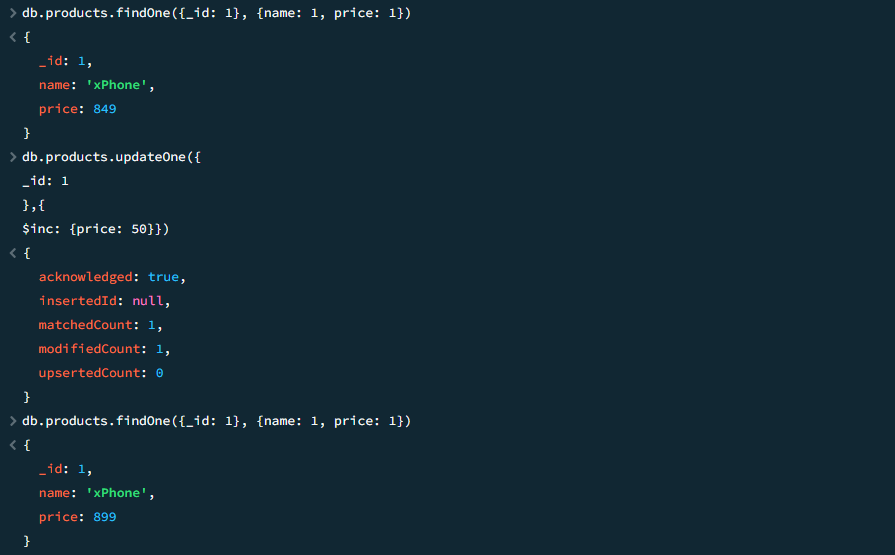 > db.products.findOne({_id: 1}, {name: 1, price: 1})
< {
_id: 1,
name: 'xPhone',
price: 849
}
> db.products.updateOne({
_id: 1
},{
$inc: {price: 50}})
< {
acknowledged: true,
insertedId: null,
matchedCount: 1,
modifiedCount: 1,
upsertedCount: 0
}
> db.products.findOne({_id: 1}, {name: 1, price: 1})
< {
_id: 1,
name: 'xPhone',
price: 899
}